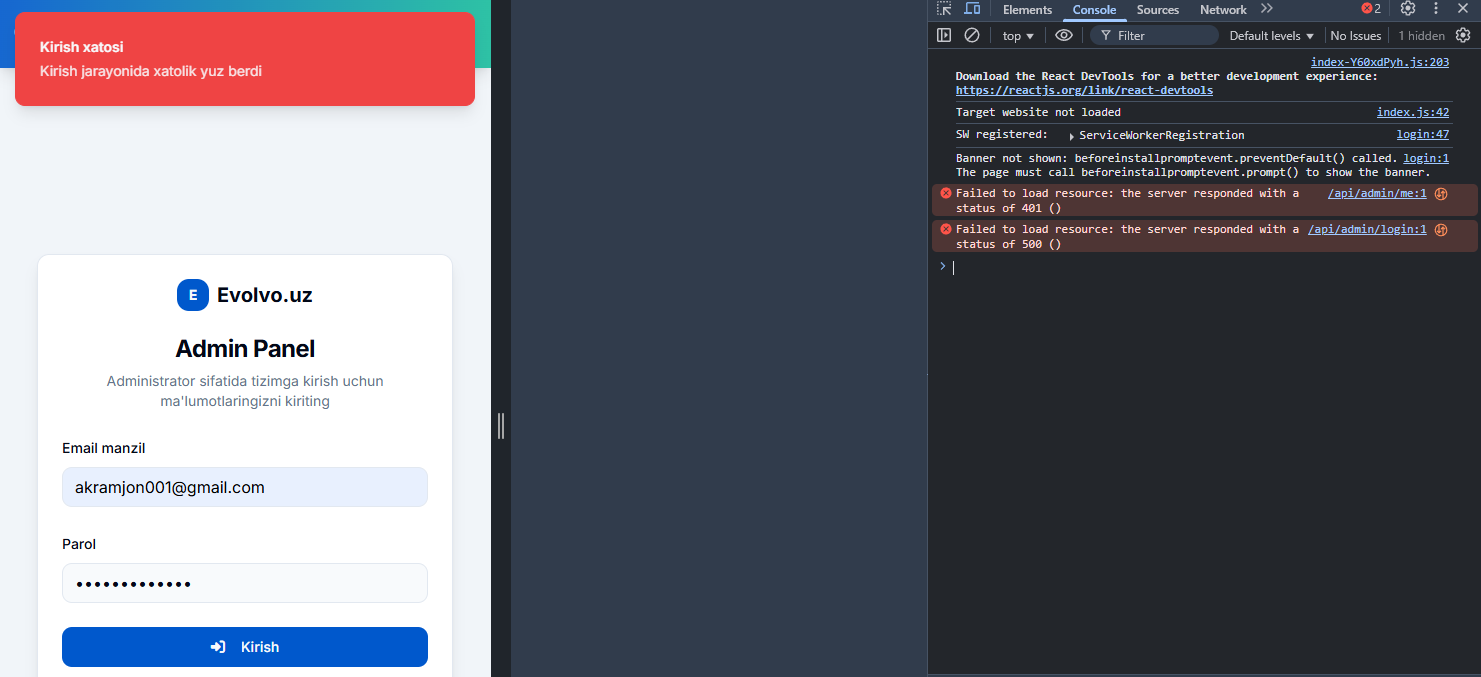 Kirish xatosi
Kirish jarayonida xatolik yuz berdi
E Evolvo.uz
Admin Panel
Administrator sifatida tizimga kirish uchun
ma'lumotlaringizni kiriting
Email manzil
akramjon001@gmail.com
Parol
•••••••••••••
Kirish
Elements Console Sources Network 2
top Filter Default levels No Issues 1 hidden
index-Y60xdPyh.js:203
Download the React DevTools for a better development experience:
https://reactjs.org/link/react-devtools
Target website not loaded index.js:42
SW registered: ServiceWorkerRegistration login:47
Banner not shown: beforeinstallpromptevent.preventDefault() called. login:1
The page must call beforeinstallpromptevent.prompt() to show the banner.
Failed to load resource: the server responded with a /api/admin/me:1
status of 401 ()
Failed to load resource: the server responded with a /api/admin/login:1
status of 500 ()